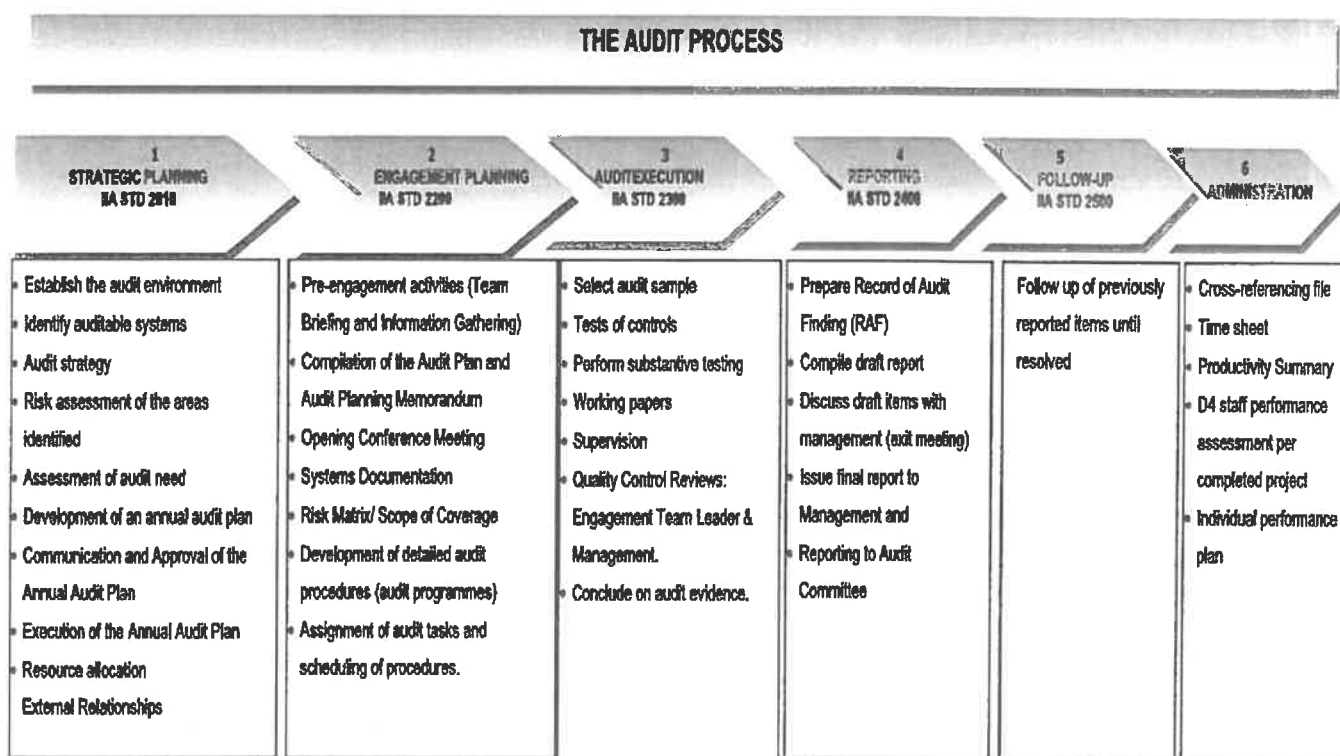 THE AUDIT PROCESS
1
STRATEGIC PLANNING
IIA STD 2010
2
ENGAGEMENT PLANNING
IIA STD 2200
3
AUDITEXECUTION
IIA STD 2300
4
REPORTING
IIA STD 2400
5
FOLLOW-UP
IIA STD 2500
6
ADMINISTRATION
• Establish the audit environment
• Identify auditable systems
• Audit strategy
• Risk assessment of the areas
identified
• Assessment of audit need
• Development of an annual audit plan
• Communication and Approval of the
Annual Audit Plan
• Execution of the Annual Audit Plan
• Resource allocation
External Relationships
• Pre-engagement activities (Team
Briefing and Information Gathering)
• Compilation of the Audit Plan and
Audit Planning Memorandum
• Opening Conference Meeting
• Systems Documentation
• Risk Matrix/ Scope of Coverage
• Development of detailed audit
procedures (audit programmes)
• Assignment of audit tasks and
scheduling of procedures.
• Select audit sample
• Tests of controls
• Perform substantive testing
• Working papers
• Supervision
• Quality Control Reviews:
Engagement Team Leader &
Management.
• Conclude on audit evidence.
• Prepare Record of Audit
Finding (RAF)
• Compile draft report
• Discuss draft items with
management (exit meeting)
• Issue final report to
Management and
• Reporting to Audit
Committee
Follow up of previously
reported items until
resolved
• Cross-referencing file
• Time sheet
• Productivity Summary
• D4 staff performance
assessment per
completed project
• Individual performance
plan